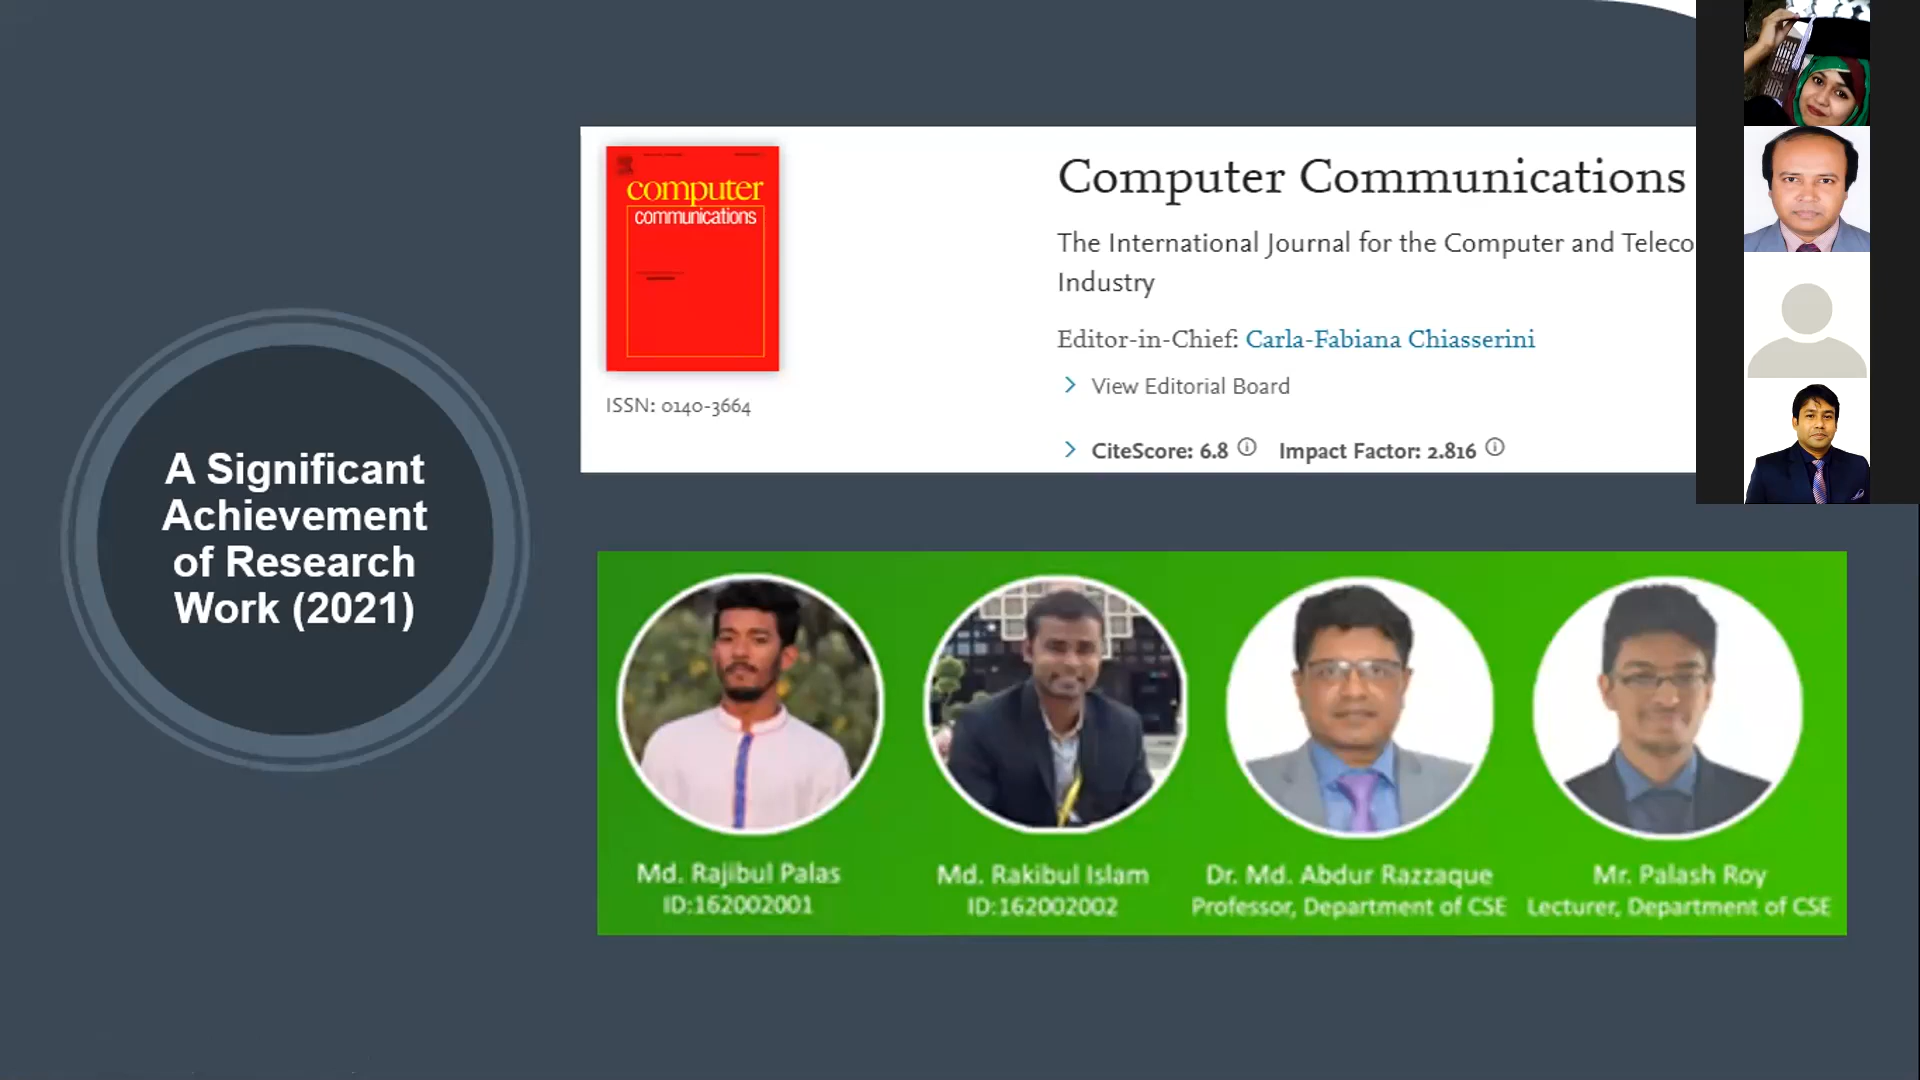 A Significant
Achievement
of Research
Work (2021)
computer
communications
ISSN: 0140-3664
Computer Communications
The International Journal for the Computer and Teleco
Industry
Editor-in-Chief: Carla-Fabiana Chiasserini
View Editorial Board
CiteScore: 6.8 Impact Factor: 2.816
Md. Rajibul Palas
ID:162002001
Md. Rakibul Islam
ID:162002002
Dr. Md. Abdur Razzaque
Professor, Department of CSE
Mr. Palash Roy
Lecturer, Department of CSE